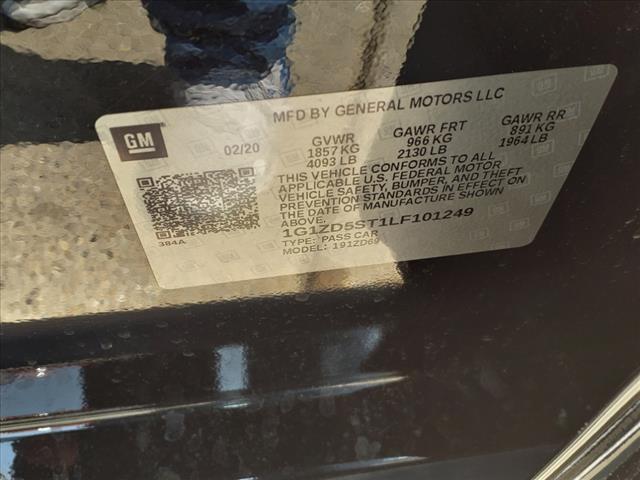 MFD BY GENERAL MOTORS LLC
GM
02/20
GVWR GAWR FRT GAWR RR
1857 KG 966 KG 891 KG
4093 LB 2130 LB 1964 LB
THIS VEHICLE CONFORMS TO ALL
APPLICABLE U.S. FEDERAL MOTOR
VEHICLE SAFETY, BUMPER, AND THEFT
PREVENTION STANDARDS IN EFFECT ON
THE DATE OF MANUFACTURE SHOWN
ABOVE.
1G1ZD5ST1LF101249
TYPE: PASS CAR
MODEL: 191ZD69
384A